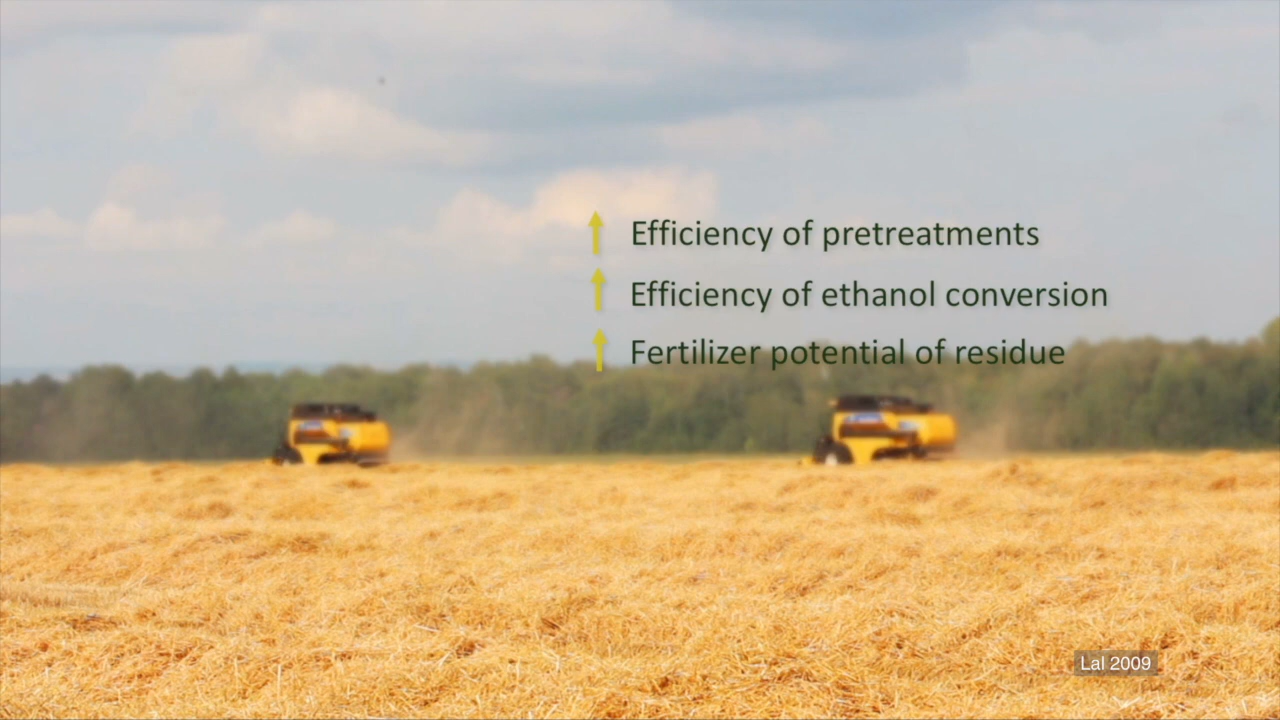 Efficiency of pretreatments
Efficiency of ethanol conversion
Fertilizer potential of residue
Lal 2009